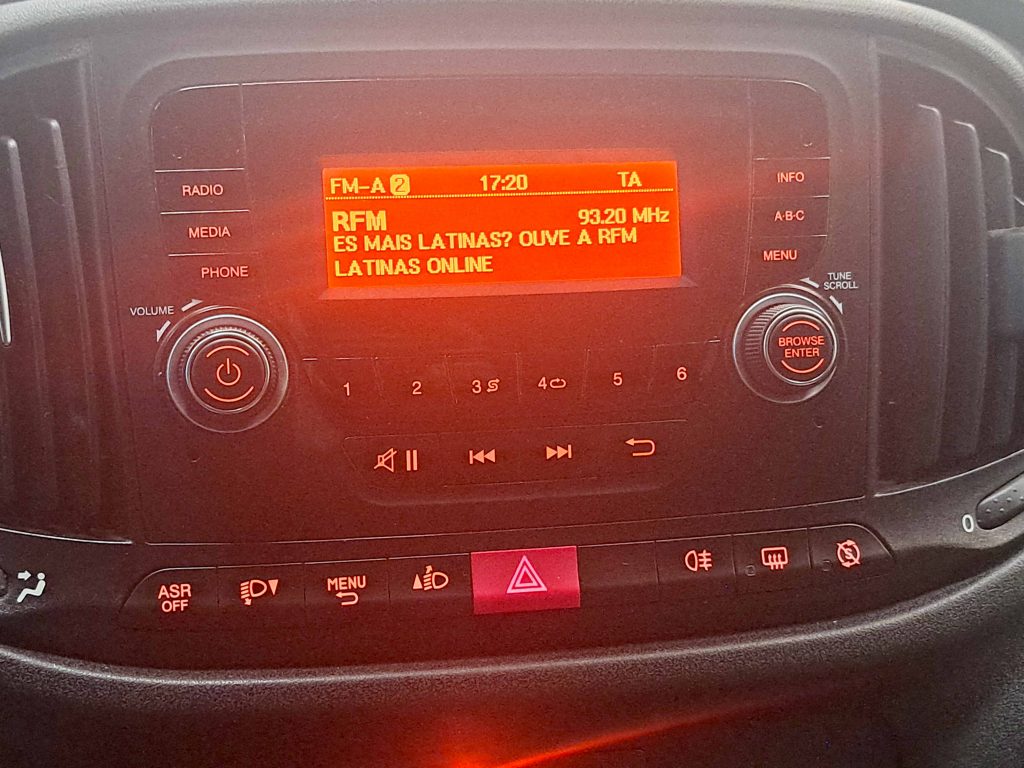 FM-A 2 17:20 TA
RFM 93.20 MHz
ES MAIS LATINAS? OUVE A RFM
LATINAS ONLINE
RADIO
MEDIA
PHONE
VOLUME
INFO
A·B·C
MENU
TUNE
SCROLL
BROWSE
ENTER
1 2 3 4 5 6
0
ASR
OFF
MENU